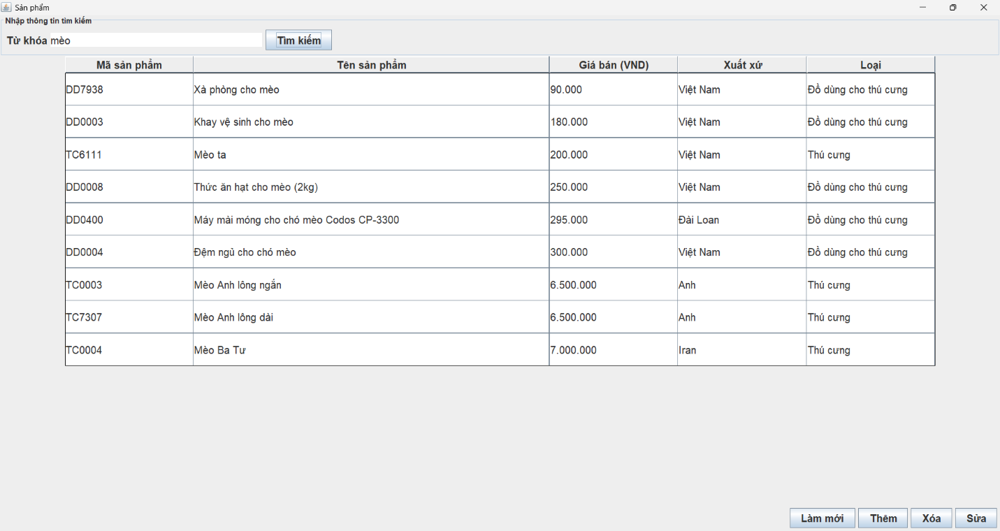 Sản phẩm
Nhập thông tin tìm kiếm
Từ khóa mèo Tìm kiếm
Mã sản phẩm Tên sản phẩm Giá bán (VND) Xuất xứ Loại
DD7938 Xà phòng cho mèo 90.000 Việt Nam Đồ dùng cho thú cưng
DD0003 Khay vệ sinh cho mèo 180.000 Việt Nam Đồ dùng cho thú cưng
TC6111 Mèo ta 200.000 Việt Nam Thú cưng
DD0008 Thức ăn hạt cho mèo (2kg) 250.000 Việt Nam Đồ dùng cho thú cưng
DD0400 Máy mài móng cho chó mèo Codos CP-3300 295.000 Đài Loan Đồ dùng cho thú cưng
DD0004 Đệm ngủ cho chó mèo 300.000 Việt Nam Đồ dùng cho thú cưng
TC0003 Mèo Anh lông ngắn 6.500.000 Anh Thú cưng
TC7307 Mèo Anh lông dài 6.500.000 Anh Thú cưng
TC0004 Mèo Ba Tư 7.000.000 Iran Thú cưng
Làm mới Thêm Xóa Sửa